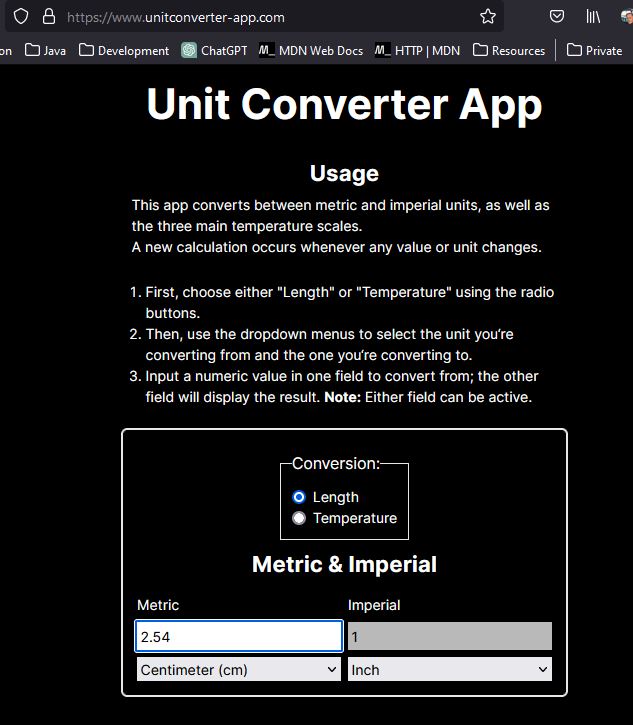 https://www.unitconverter-app.com
on Java Development ChatGPT M_ MDN Web Docs M_ HTTP | MDN Resources Private
Unit Converter App
Usage
This app converts between metric and imperial units, as well as
the three main temperature scales.
A new calculation occurs whenever any value or unit changes.
1. First, choose either "Length" or "Temperature" using the radio
buttons.
2. Then, use the dropdown menus to select the unit you're
converting from and the one you're converting to.
3. Input a numeric value in one field to convert from; the other
field will display the result. Note: Either field can be active.
Conversion:
Length
Temperature
Metric & Imperial
Metric Imperial
2.54 1
Centimeter (cm) Inch